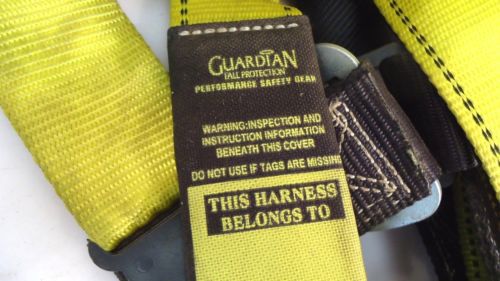 GUARDIAN
FALL PROTECTION
PERFORMANCE SAFETY GEAR
WARNING:INSPECTION AND
INSTRUCTION INFORMATION
BENEATH THIS COVER
DO NOT USE IF TAGS ARE MISSING
THIS HARNESS
BELONGS TO